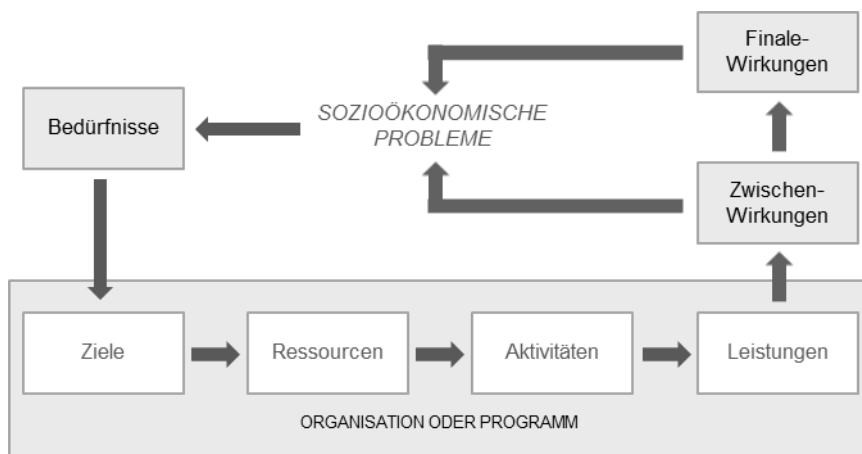 Finale-
Wirkungen
Bedürfnisse
SOZIOÖKONOMISCHE
PROBLEME
Zwischen-
Wirkungen
Ziele
Ressourcen
Aktivitäten
Leistungen
ORGANISATION ODER PROGRAMM